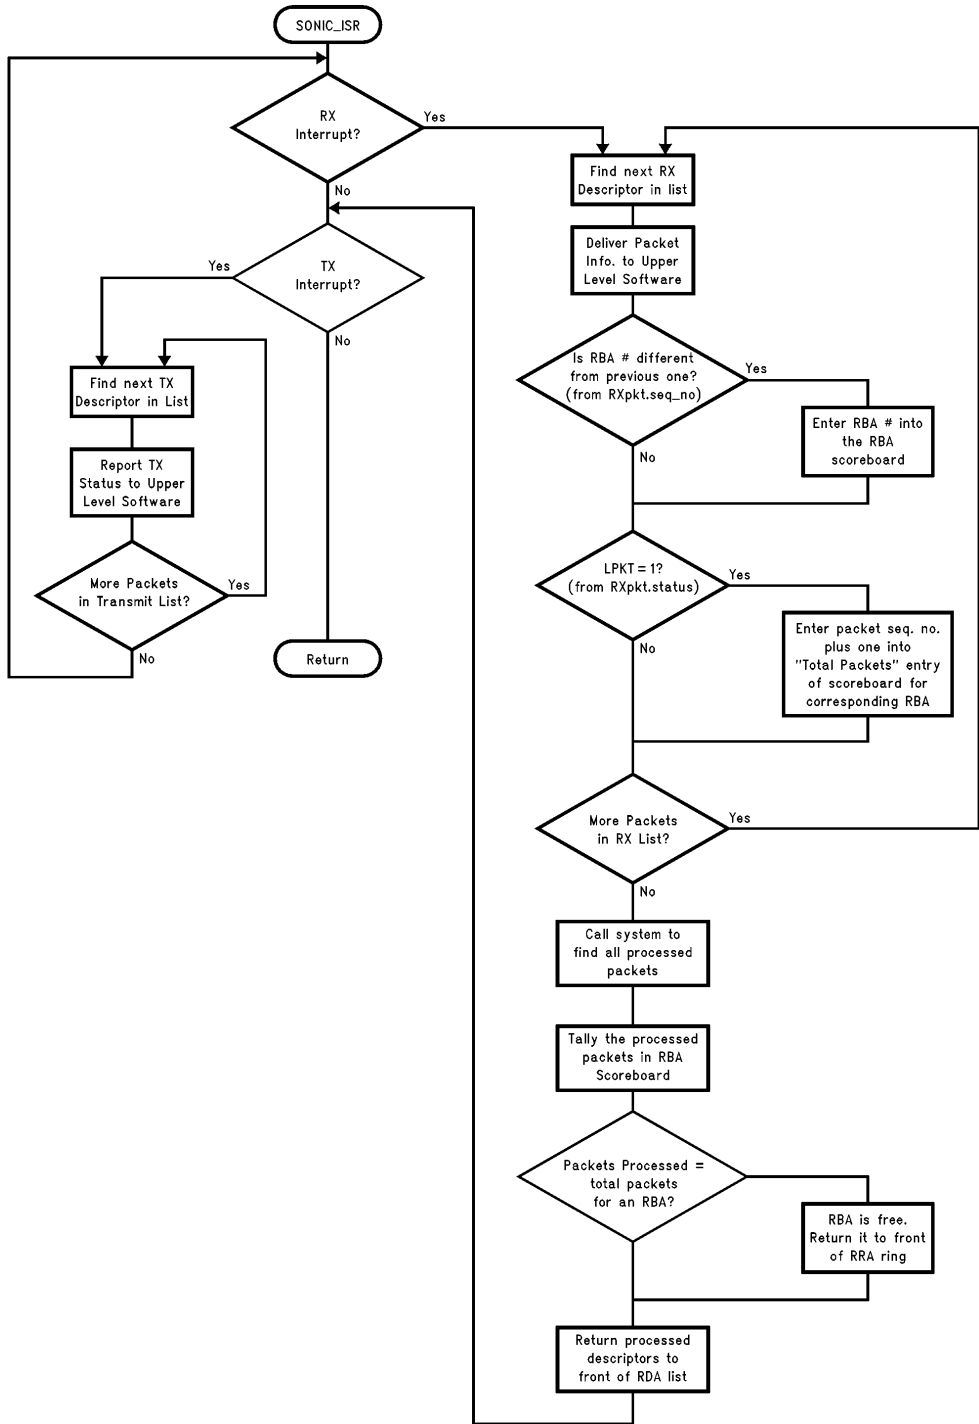 SONIC_ISR
RX
Interrupt?
Yes
No
TX
Interrupt?
Yes
No
Find next TX
Descriptor in List
Report TX
Status to Upper
Level Software
More Packets
in Transmit List?
Yes
No
Return
Find next RX
Descriptor in list
Deliver Packet
Info. to Upper
Level Software
Is RBA # different
from previous one?
(from RXpkt.seq_no)
Yes
No
Enter RBA # into
the RBA
scoreboard
LPKT = 1?
(from RXpkt.status)
Yes
No
Enter packet seq. no.
plus one into
"Total Packets" entry
of scoreboard for
corresponding RBA
More Packets
in RX List?
Yes
No
Call system to
find all processed
packets
Tally the processed
packets in RBA
Scoreboard
Packets Processed =
total packets
for an RBA?
RBA is free.
Return it to front
of RRA ring
Return processed
descriptors to
front of RDA list